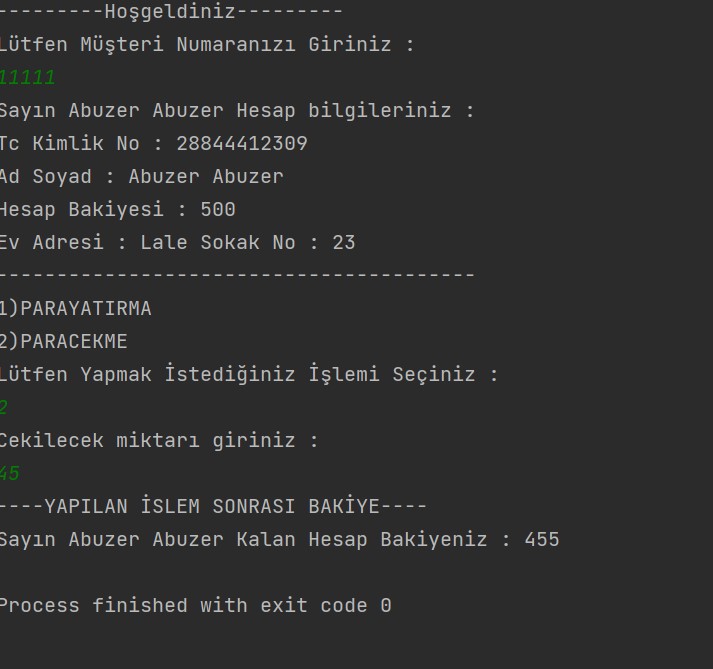 ---------Hoşgeldiniz---------
Lütfen Müşteri Numaranızı Giriniz :
11111
Sayın Abuzer Abuzer Hesap bilgileriniz :
Tc Kimlik No : 28844412309
Ad Soyad : Abuzer Abuzer
Hesap Bakiyesi : 500
Ev Adresi : Lale Sokak No : 23
----------------------------------------
1)PARAYATIRMA
2)PARACEKME
Lütfen Yapmak İstediğiniz İşlemi Seçiniz :
2
Cekilecek miktarı giriniz :
45
----YAPILAN İSLEM SONRASI BAKİYE----
Sayın Abuzer Abuzer Kalan Hesap Bakiyeniz : 455
Process finished with exit code 0